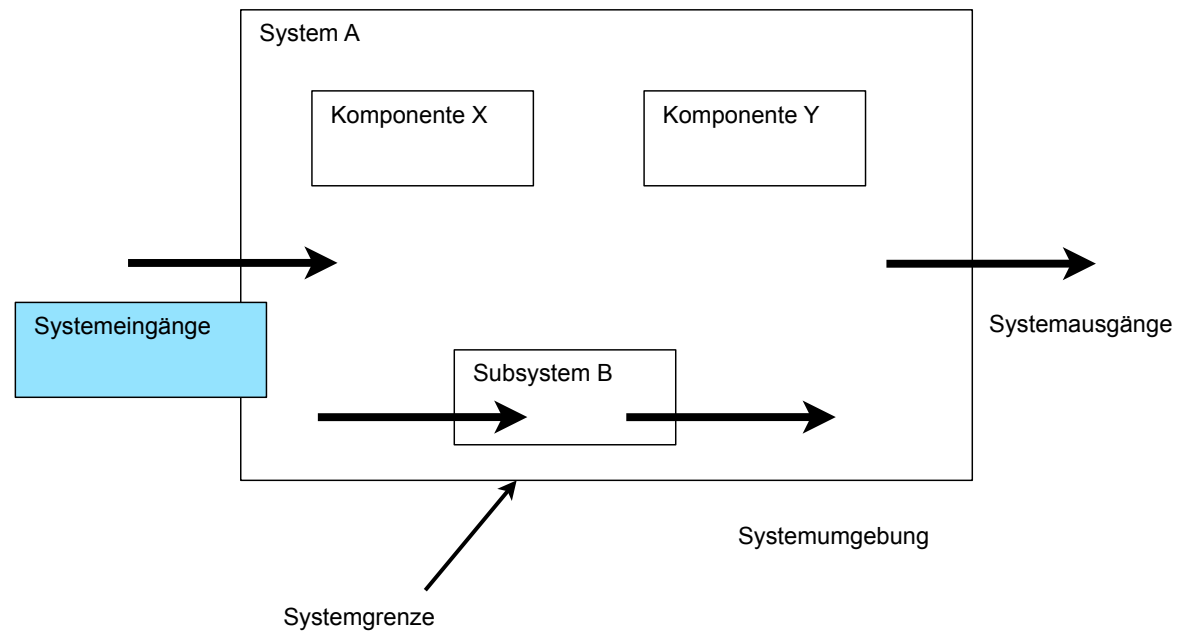 System A
Komponente X
Komponente Y
Systemeingänge
Systemausgänge
Subsystem B
Systemumgebung
Systemgrenze